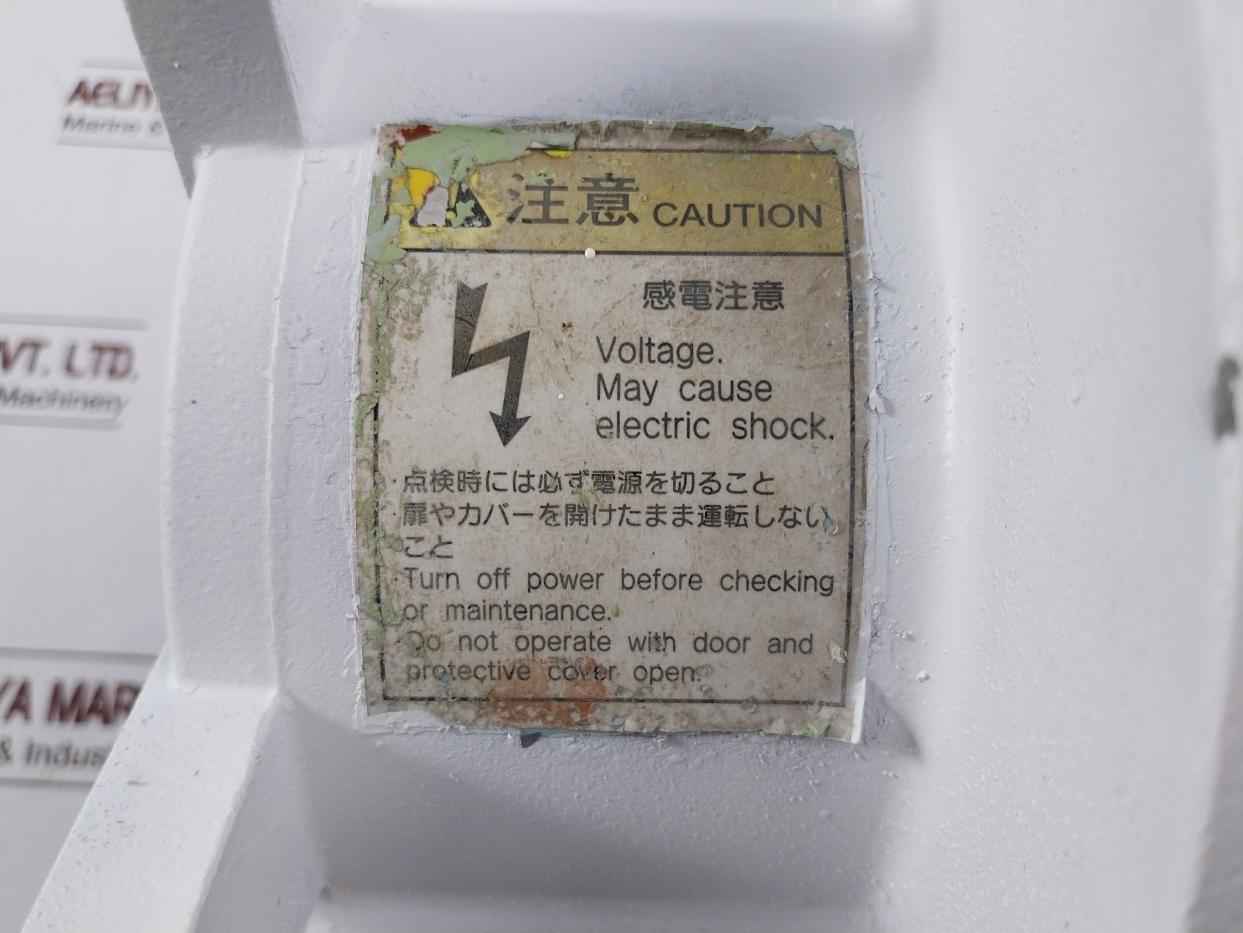 注意 CAUTION
感電注意
Voltage.
May cause
electric shock.
・点検時には必ず電源を切ること
・扉やカバーを開けたまま運転しない
こと
・Turn off power before checking
or maintenance.
・Do not operate with door and
protective cover open.
VT. LTD.
Machinery
YA MAR
& Indus